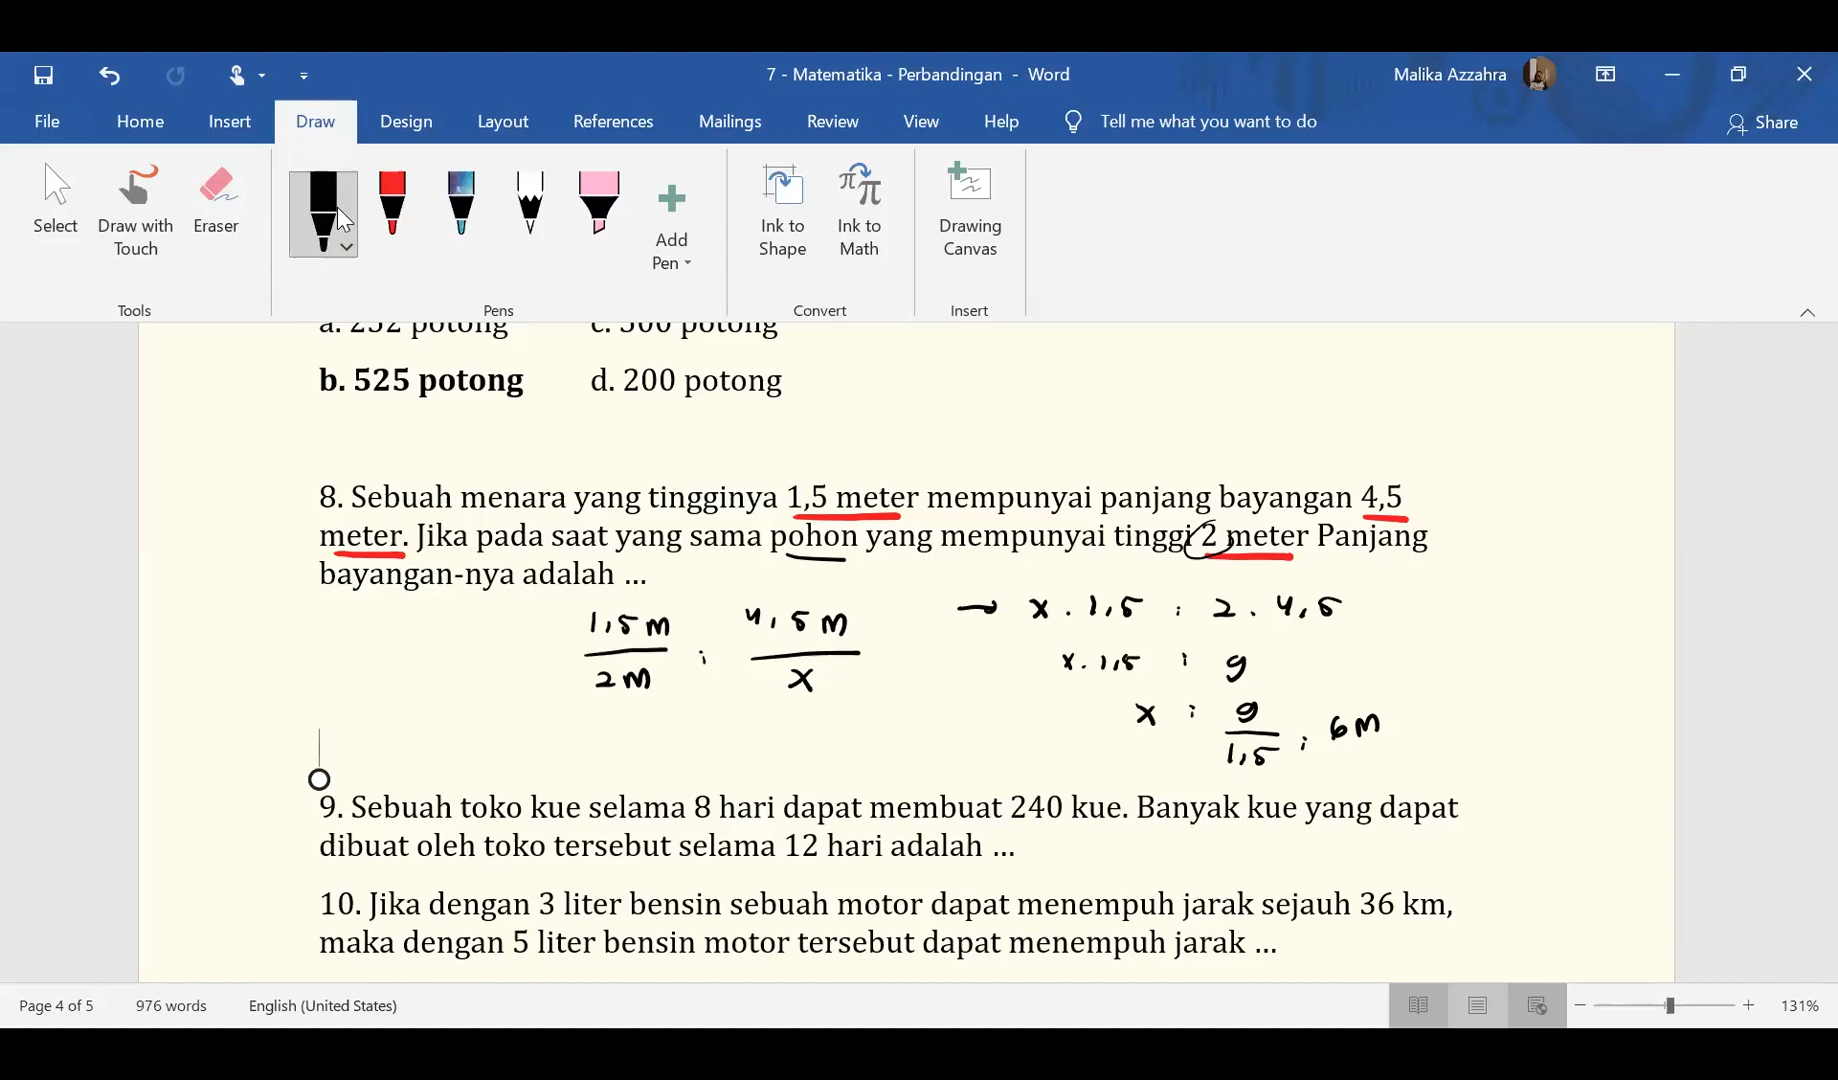 7 - Matematika - Perbandingan - Word
Malika Azzahra
File Home Insert Draw Design Layout References Mailings Review View Help Tell me what you want to do Share
Select
Draw with Touch
Eraser
Add Pen
Ink to Shape
Ink to Math
Drawing Canvas
Tools Pens Convert Insert
a. 252 potong c. 300 potong
b. 525 potong d. 200 potong
8. Sebuah menara yang tingginya 1,5 meter mempunyai panjang bayangan 4,5
meter. Jika pada saat yang sama pohon yang mempunyai tinggi 2 meter Panjang
bayangan-nya adalah ...
1,5 m / 2 m : 4,5 m / x
→ x . 1,5 : 2 . 4,5
x . 1,5 : 9
x : 9 / 1,5 : 6 m
9. Sebuah toko kue selama 8 hari dapat membuat 240 kue. Banyak kue yang dapat
dibuat oleh toko tersebut selama 12 hari adalah ...
10. Jika dengan 3 liter bensin sebuah motor dapat menempuh jarak sejauh 36 km,
maka dengan 5 liter bensin motor tersebut dapat menempuh jarak ...
Page 4 of 5 976 words English (United States) 131%